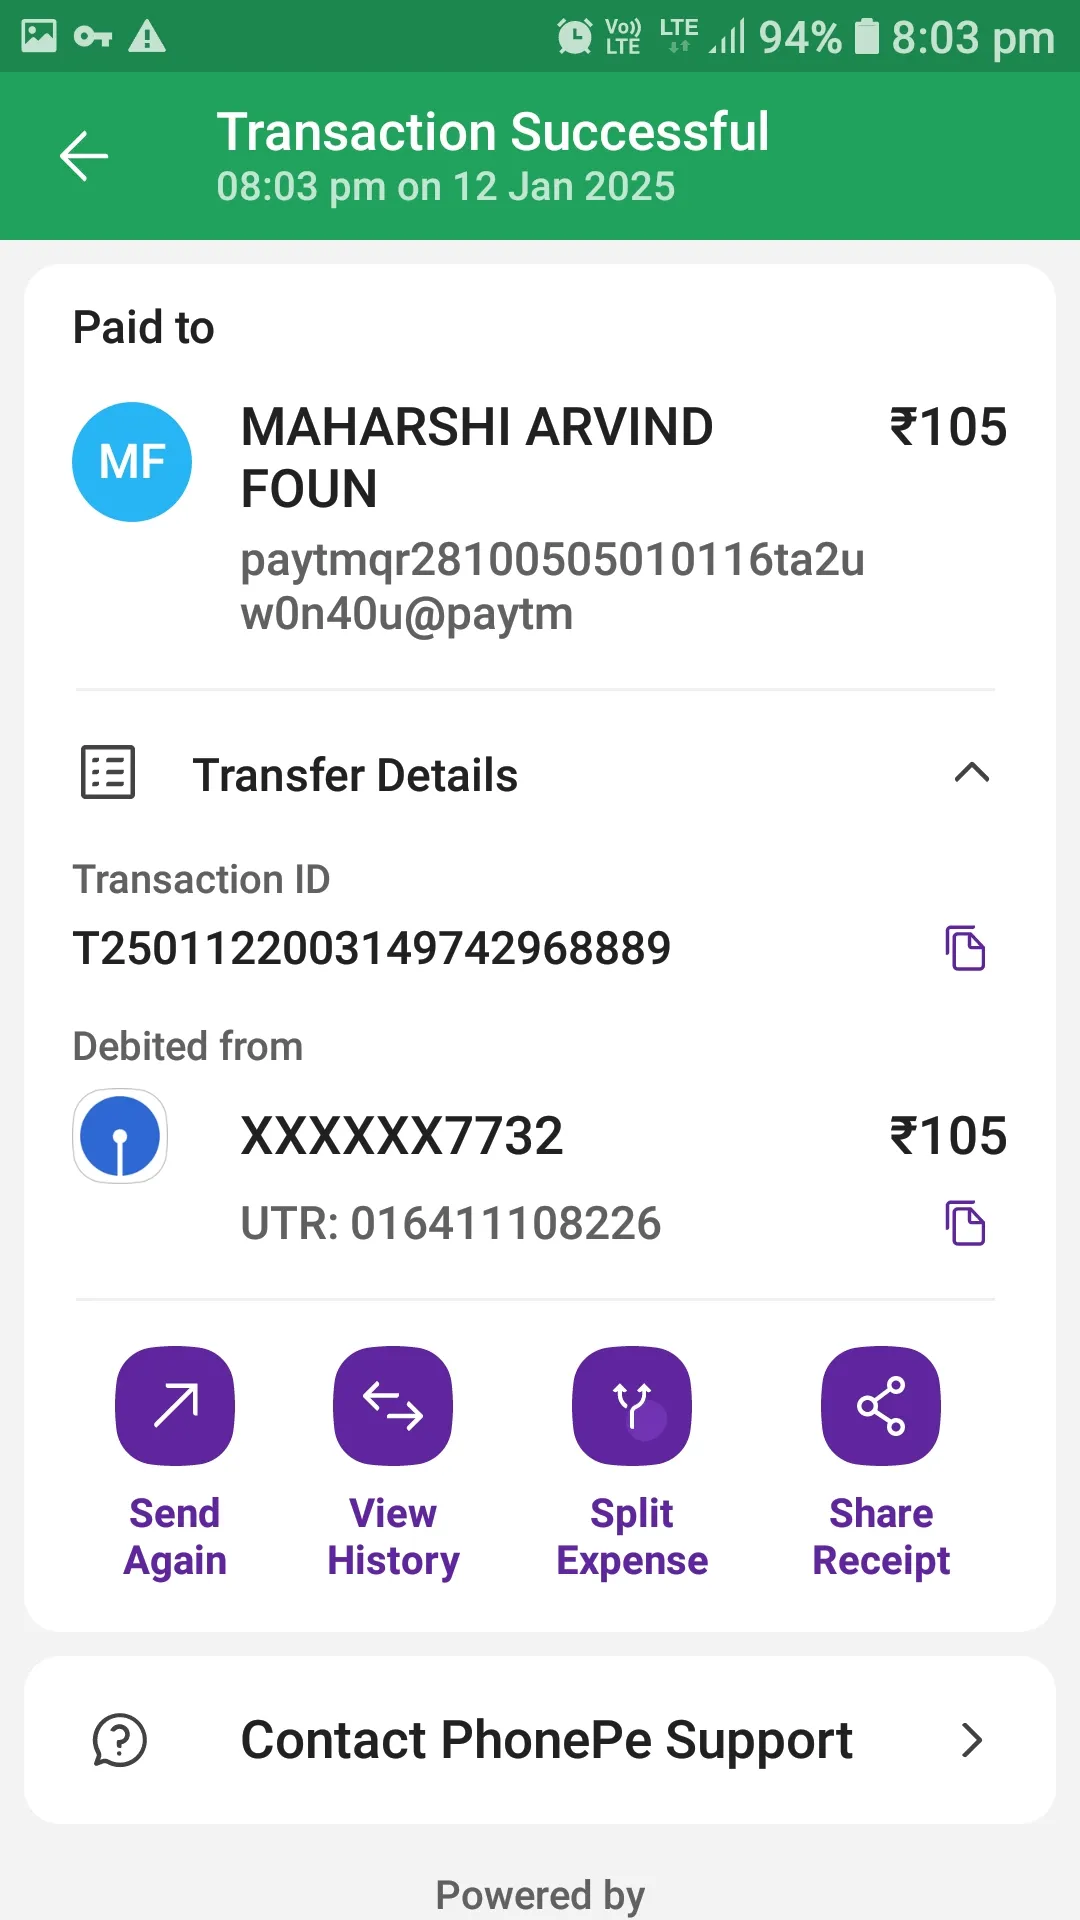 Vo)) LTE LTE 94% 8:03 pm
Transaction Successful
08:03 pm on 12 Jan 2025
Paid to
MF MAHARSHI ARVIND ₹105
FOUN
paytmqr28100505010116ta2u
w0n40u@paytm
Transfer Details
Transaction ID
T2501122003149742968889
Debited from
XXXXXX7732 ₹105
UTR: 016411108226
Send View Split Share
Again History Expense Receipt
Contact PhonePe Support
Powered by